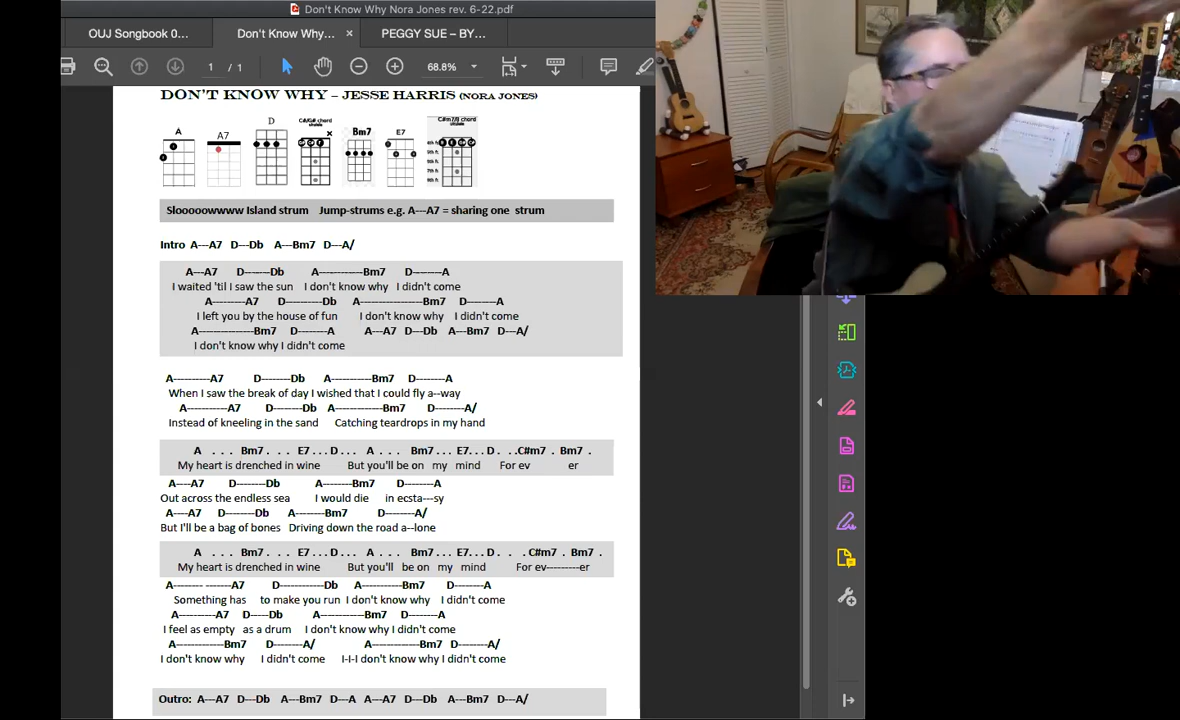 Don't Know Why Nora Jones rev. 6-22.pdf
OUJ Songbook 0... Don't Know Why... × PEGGY SUE – BY...
1 / 1 68.8%
DON'T KNOW WHY – JESSE HARRIS (NORA JONES)
A A7 D C#/G# chord ukulele x Bm7 E7 C#m7/B chord ukulele
Slooooowwww Island strum Jump-strums e.g. A---A7 = sharing one strum
Intro A---A7 D---Db A---Bm7 D---A/
A---A7 D-------Db A------------Bm7 D--------A
I waited 'til I saw the sun I don't know why I didn't come
A---------A7 D----------Db A-----------------Bm7 D--------A
I left you by the house of fun I don't know why I didn't come
A---------------Bm7 D--------A A---A7 D---Db A---Bm7 D---A/
I don't know why I didn't come
A----------A7 D--------Db A-----------Bm7 D--------A
When I saw the break of day I wished that I could fly a--way
A-----------A7 D--------Db A-------------Bm7 D--------A/
Instead of kneeling in the sand Catching teardrops in my hand
A . . . Bm7 . . . E7 . . . D . . . A . . . Bm7 . . . E7. . . D . . .C#m7 . Bm7 .
My heart is drenched in wine But you'll be on my mind For ev er
A----A7 D--------Db A---------Bm7 D--------A
Out across the endless sea I would die in ecsta---sy
A----A7 D--------Db A---------Bm7 D--------A/
But I'll be a bag of bones Driving down the road a--lone
A . . . Bm7 . . . E7 . . . D . . . A . . . Bm7 . . . E7. . . D . . . C#m7 . Bm7 .
My heart is drenched in wine But you'll be on my mind For ev---------er
A-------- -------A7 D------------Db A----------Bm7 D--------A
Something has to make you run I don't know why I didn't come
A----------A7 D-----Db A------------Bm7 D--------A
I feel as empty as a drum I don't know why I didn't come
A------------Bm7 D--------A/ A------------Bm7 D--------A/
I don't know why I didn't come I-I-I don't know why I didn't come
Outro: A---A7 D---Db A---Bm7 D---A A---A7 D---Db A---Bm7 D---A/